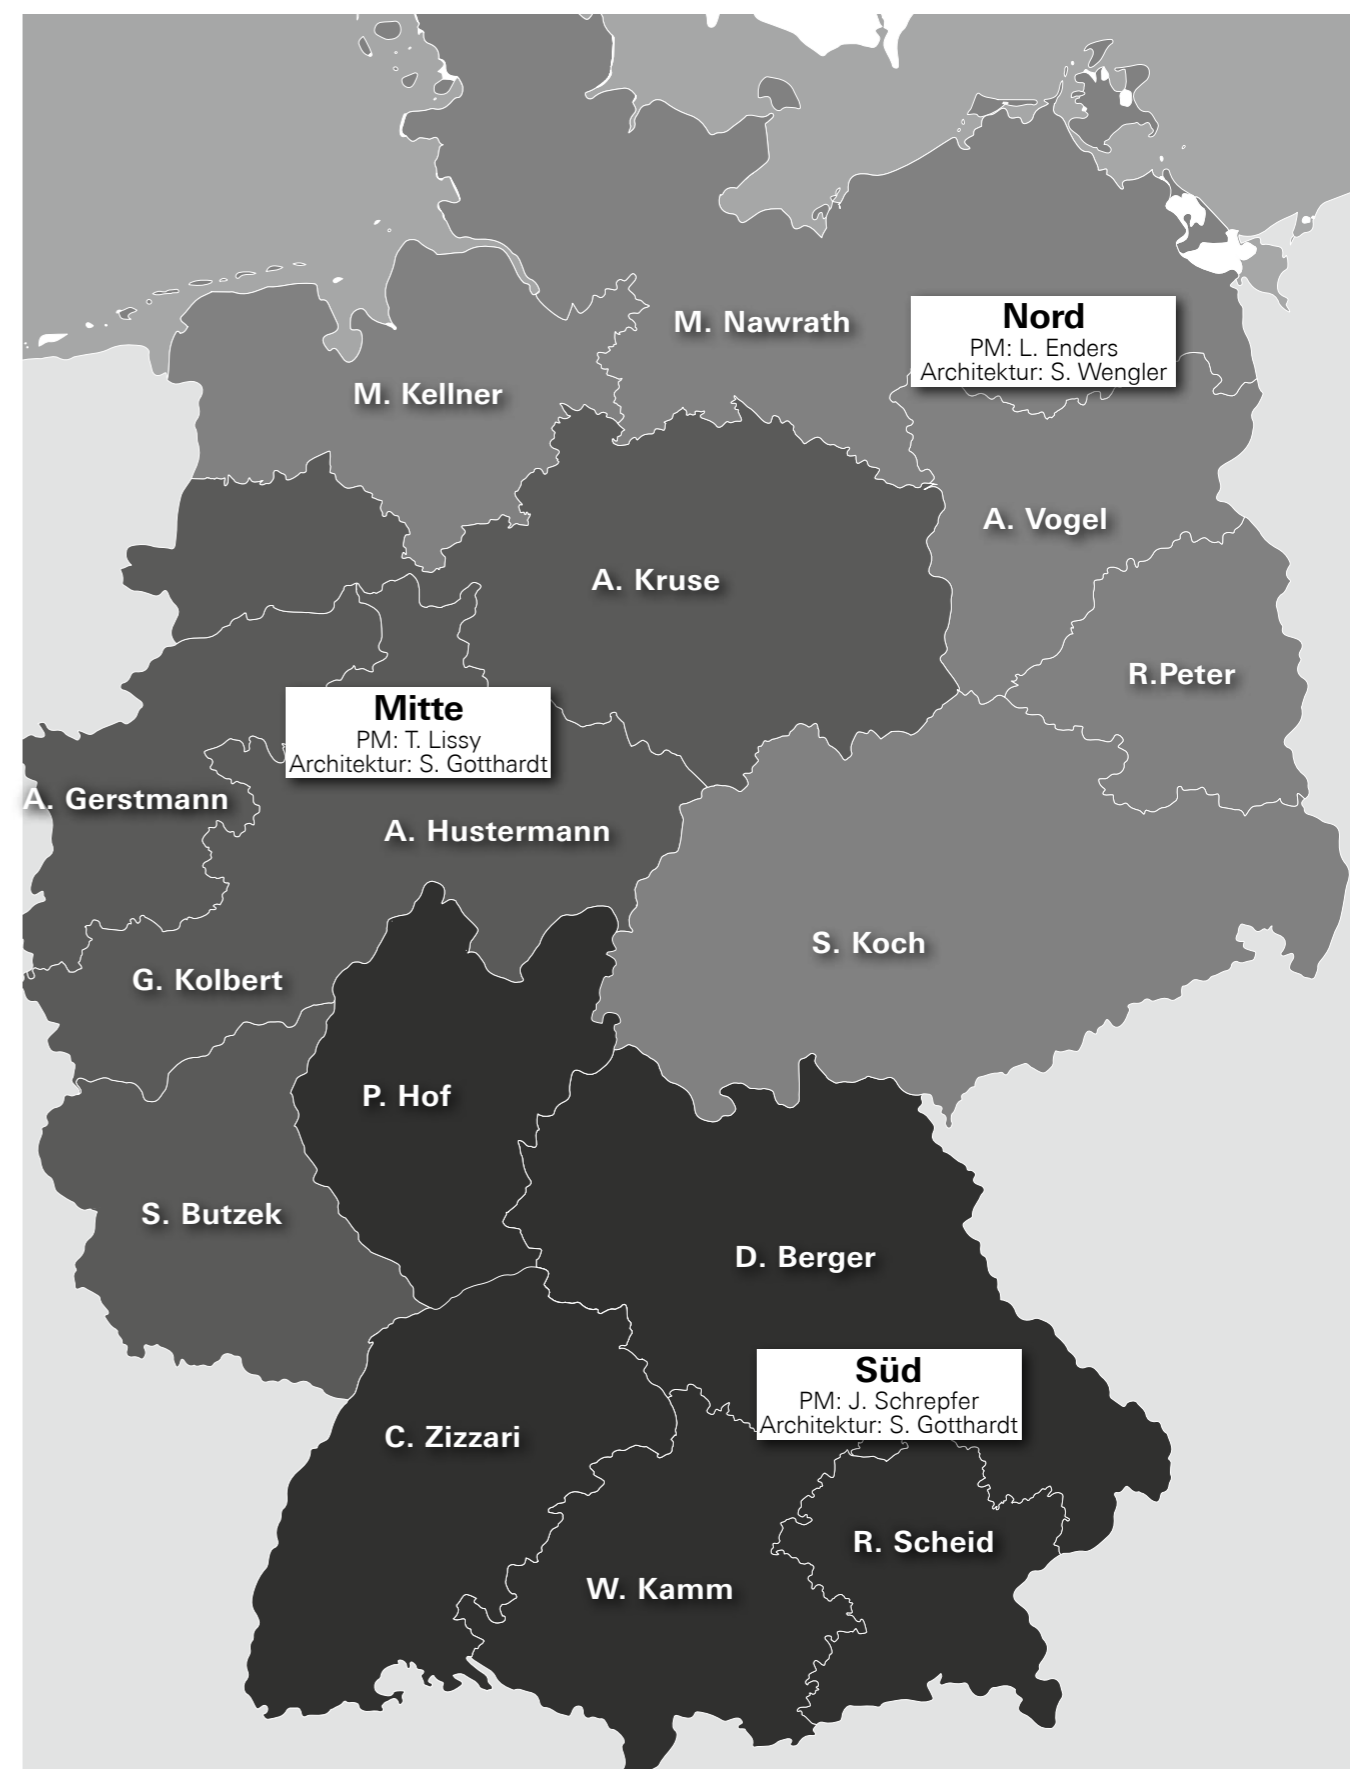 M. Nawrath
Nord
PM: L. Enders
Architektur: S. Wengler
M. Kellner
A. Vogel
A. Kruse
R.Peter
Mitte
PM: T. Lissy
Architektur: S. Gotthardt
A. Gerstmann
A. Hustermann
S. Koch
G. Kolbert
P. Hof
S. Butzek
D. Berger
Süd
PM: J. Schrepfer
Architektur: S. Gotthardt
C. Zizzari
R. Scheid
W. Kamm